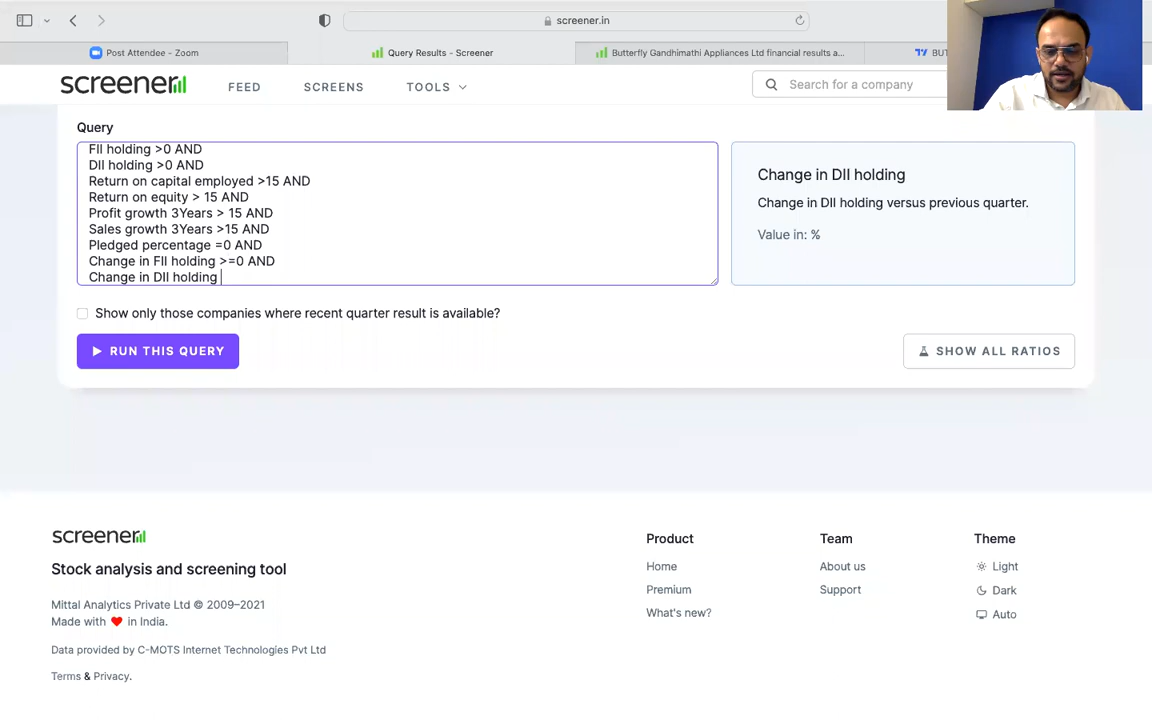 screener.in
Post Attendee - Zoom
Query Results - Screener
Butterfly Gandhimathi Appliances Ltd financial results a...
BUT
screener
FEED
SCREENS
TOOLS
Search for a company
Query
FII holding >0 AND
DII holding >0 AND
Return on capital employed >15 AND
Return on equity > 15 AND
Profit growth 3Years > 15 AND
Sales growth 3Years >15 AND
Pledged percentage =0 AND
Change in FII holding >=0 AND
Change in DII holding
Change in DII holding
Change in DII holding versus previous quarter.
Value in: %
Show only those companies where recent quarter result is available?
RUN THIS QUERY
SHOW ALL RATIOS
screener
Stock analysis and screening tool
Mittal Analytics Private Ltd © 2009–2021
Made with ❤ in India.
Data provided by C-MOTS Internet Technologies Pvt Ltd
Terms & Privacy.
Product
Home
Premium
What's new?
Team
About us
Support
Theme
Light
Dark
Auto